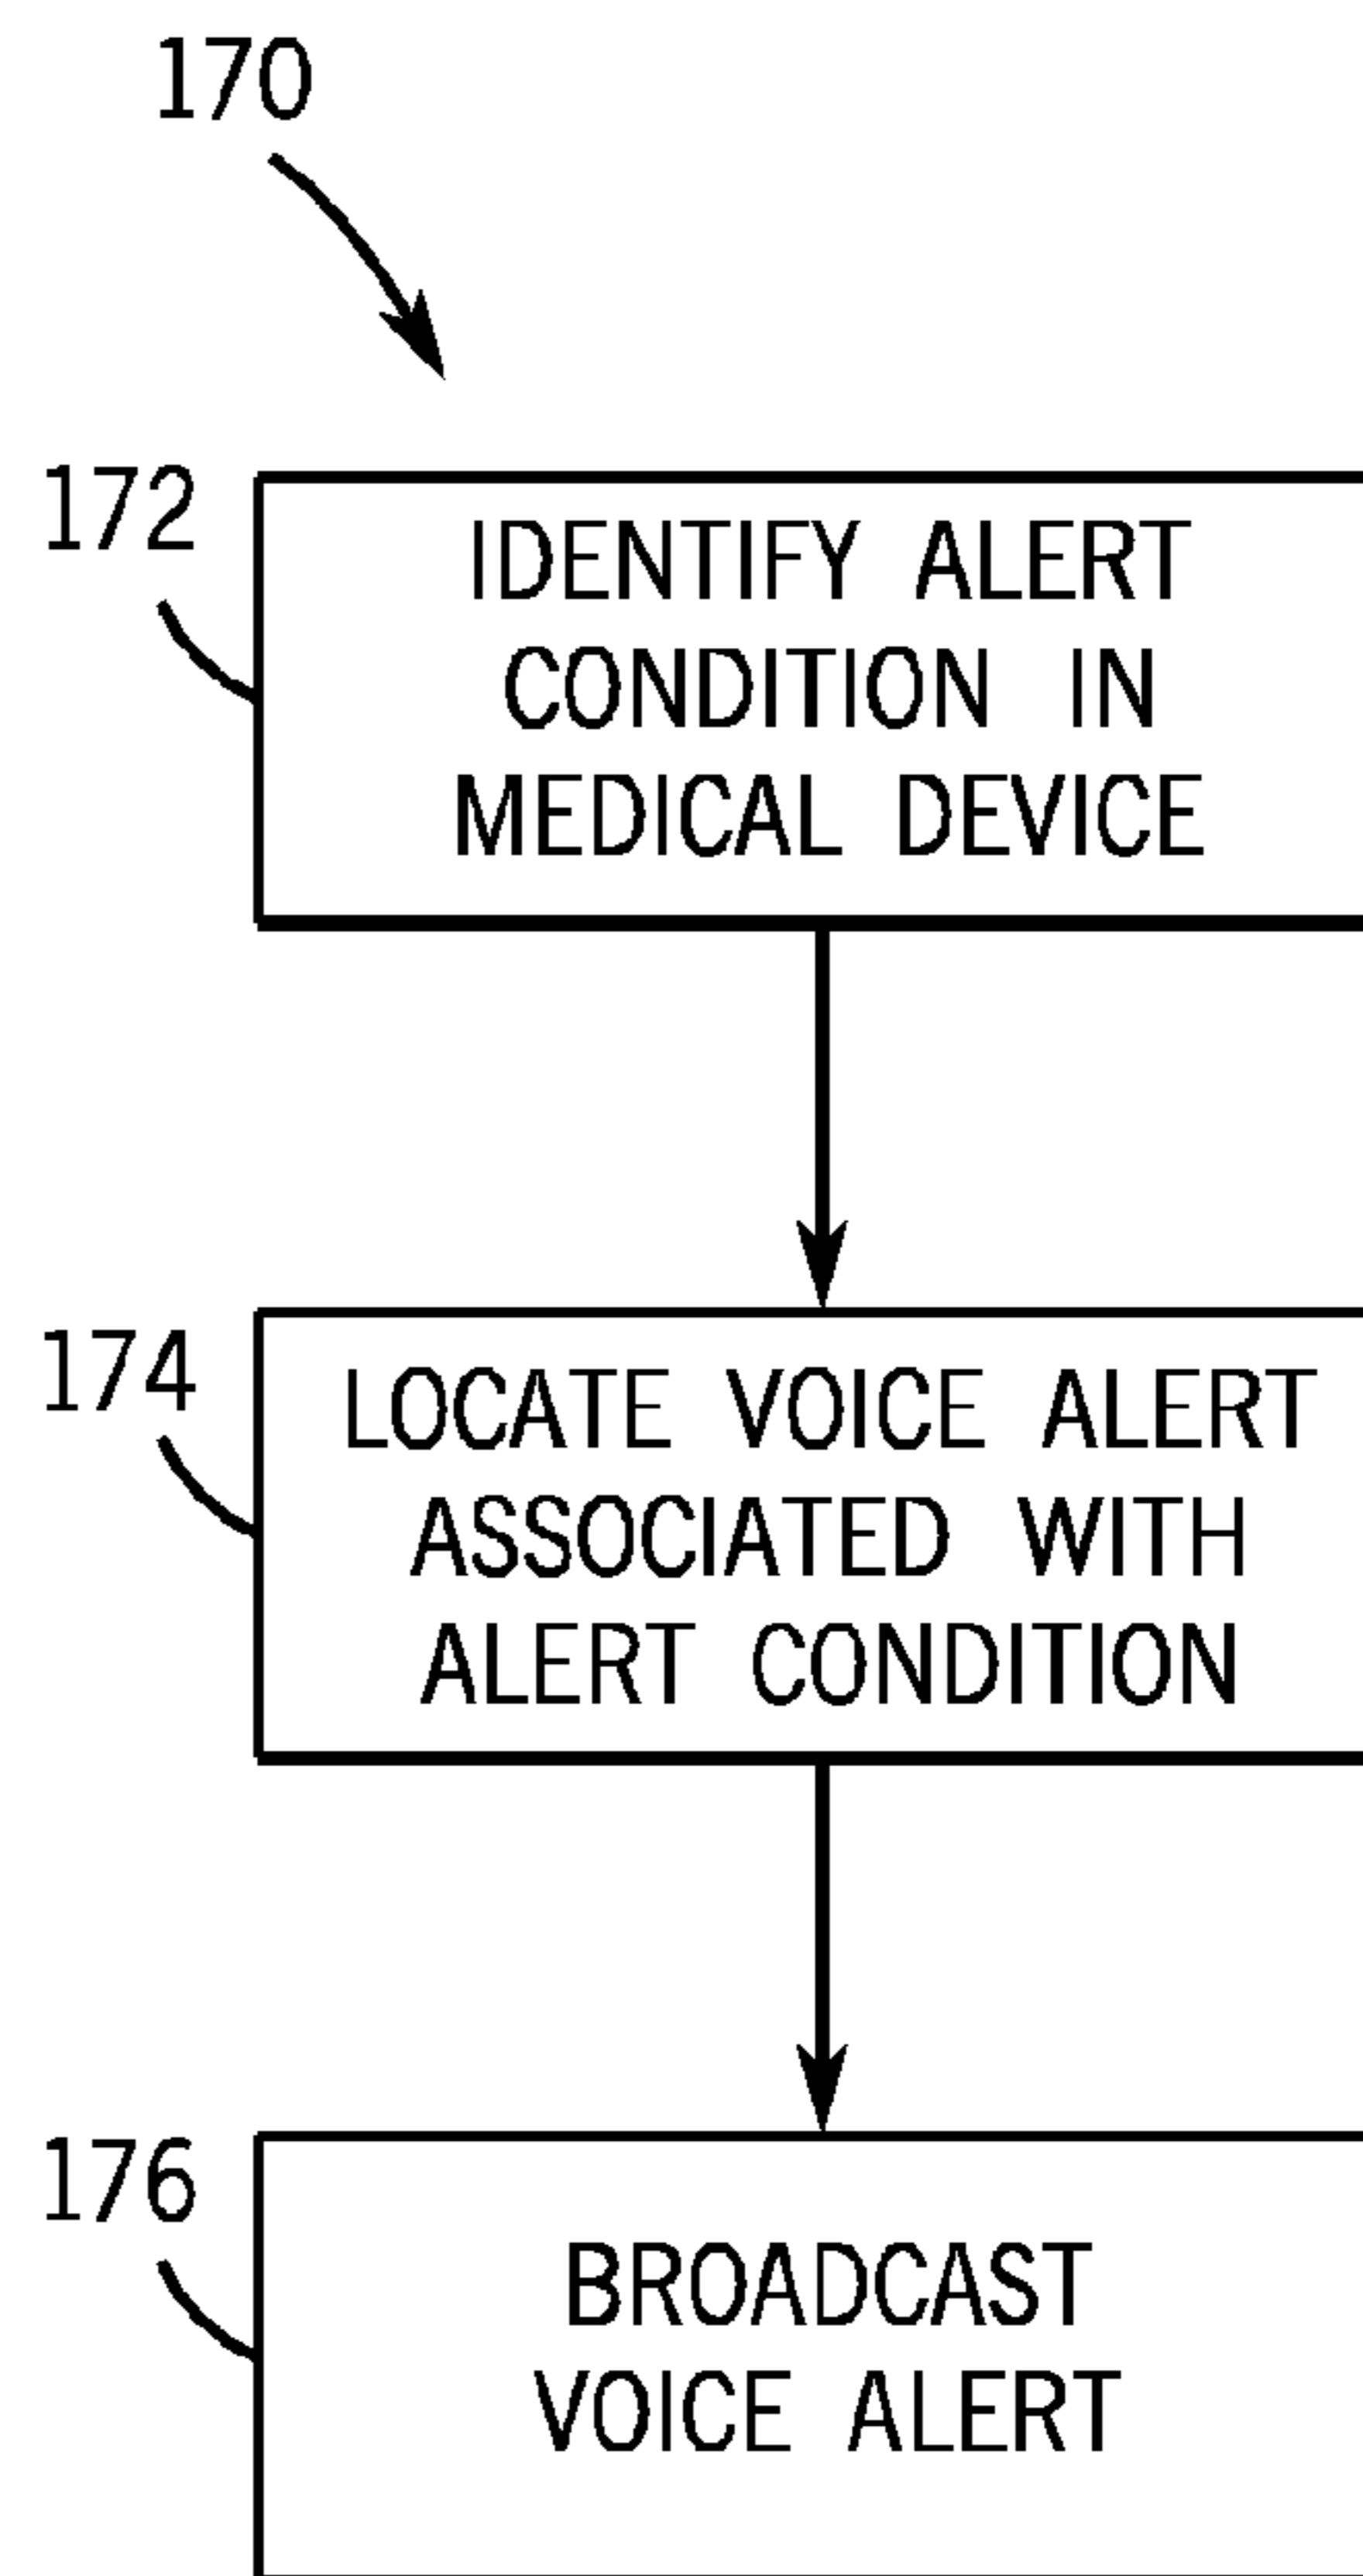 170
172
IDENTIFY ALERT
CONDITION IN
MEDICAL DEVICE
174
LOCATE VOICE ALERT
ASSOCIATED WITH
ALERT CONDITION
176
BROADCAST
VOICE ALERT